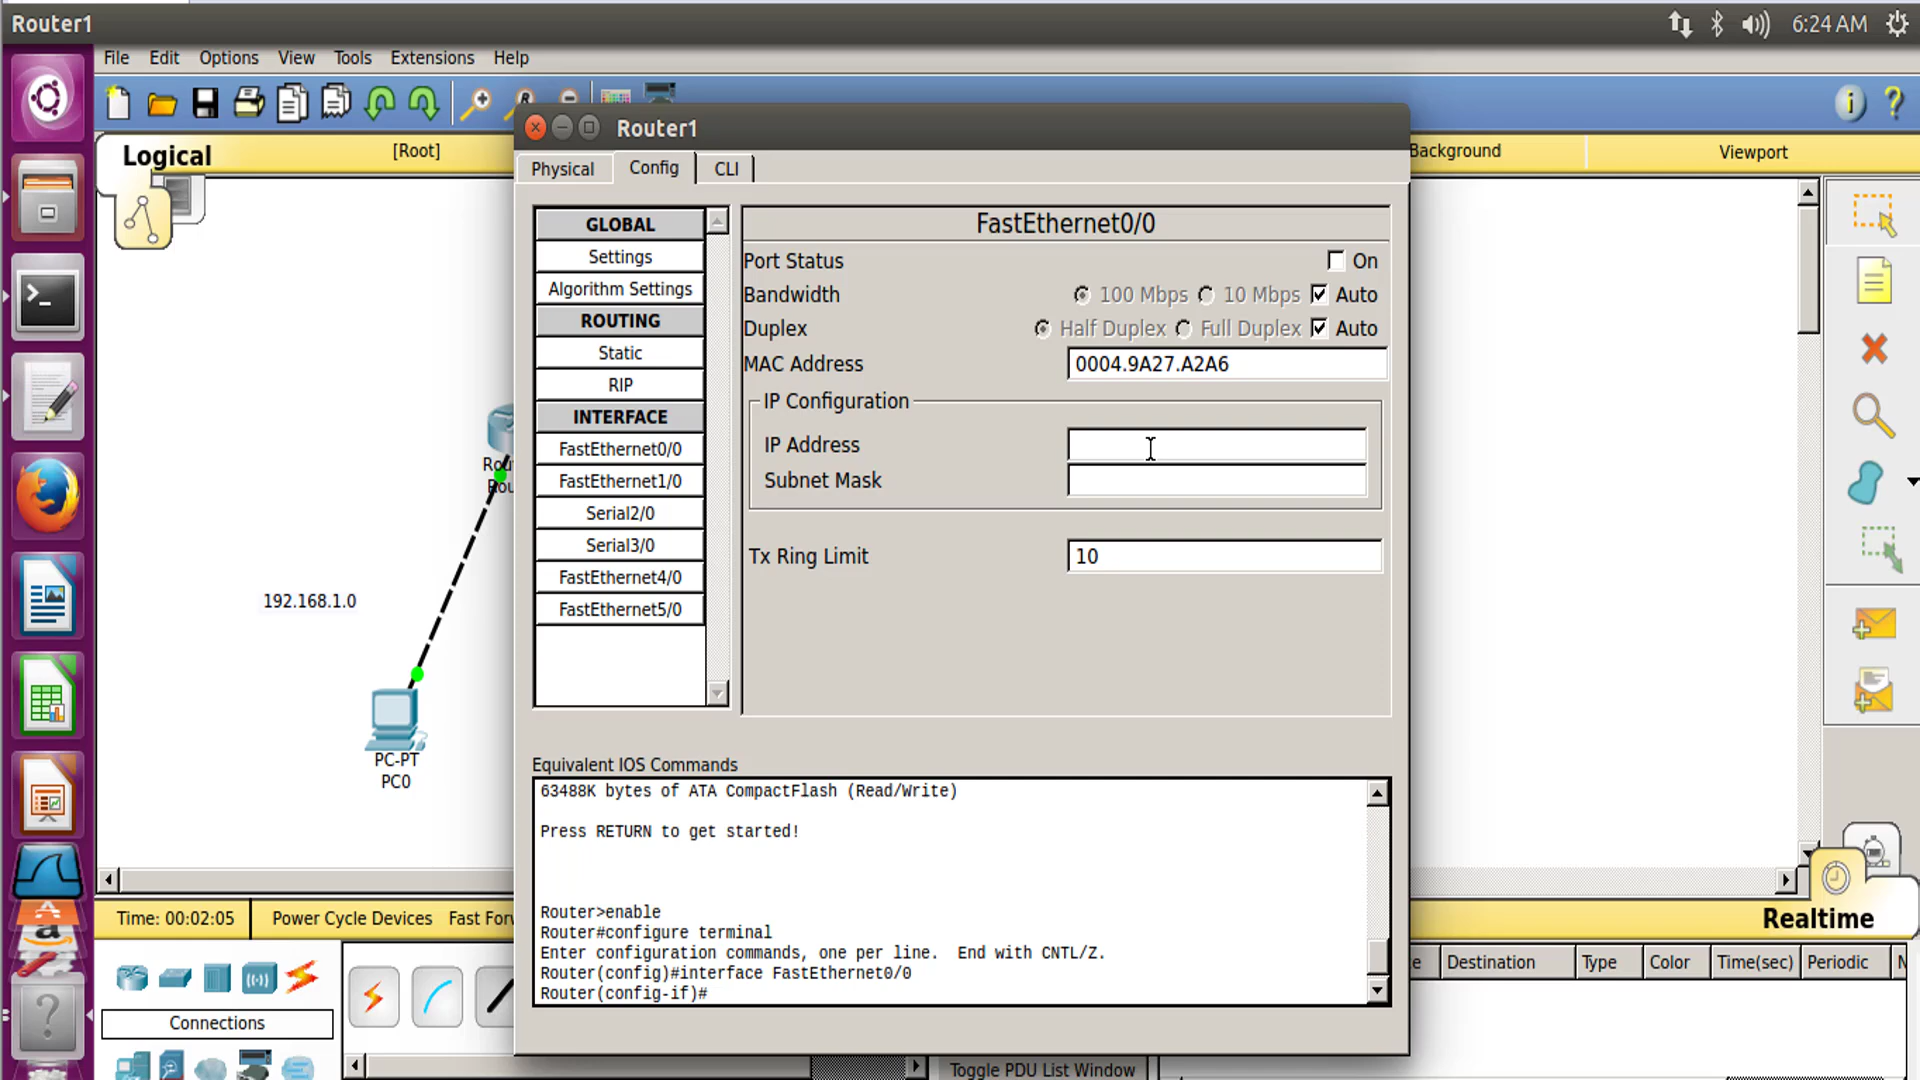 Router1
6:24 AM
File Edit Options View Tools Extensions Help
Logical
[Root]
Background
Viewport
Router1
Physical Config CLI
GLOBAL
Settings
Algorithm Settings
ROUTING
Static
RIP
INTERFACE
FastEthernet0/0
FastEthernet1/0
Serial2/0
Serial3/0
FastEthernet4/0
FastEthernet5/0
FastEthernet0/0
Port Status On
Bandwidth 100 Mbps 10 Mbps Auto
Duplex Half Duplex Full Duplex Auto
MAC Address 0004.9A27.A2A6
IP Configuration
IP Address
Subnet Mask
Tx Ring Limit 10
Rou
Rou
192.168.1.0
PC-PT
PC0
Equivalent IOS Commands
63488K bytes of ATA CompactFlash (Read/Write)
Press RETURN to get started!
Router>enable
Router#configure terminal
Enter configuration commands, one per line. End with CNTL/Z.
Router(config)#interface FastEthernet0/0
Router(config-if)#
Time: 00:02:05 Power Cycle Devices Fast For
Realtime
Connections
e Destination Type Color Time(sec) Periodic N
Toggle PDU List Window